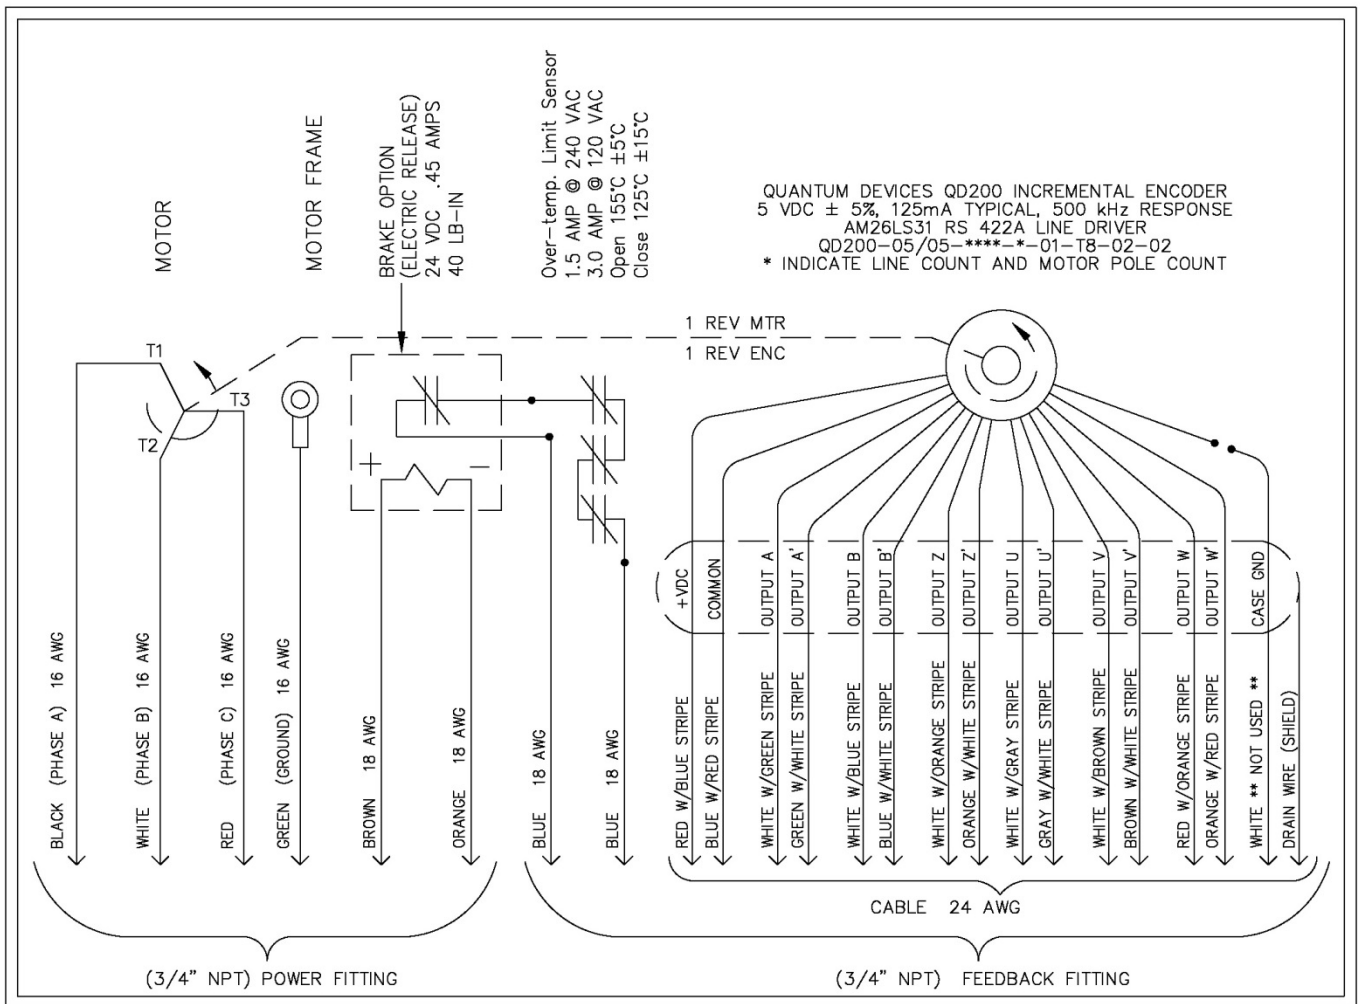 MOTOR
MOTOR FRAME
BRAKE OPTION
(ELECTRIC RELEASE)
24 VDC .45 AMPS
40 LB-IN
Over-temp. Limit Sensor
1.5 AMP @ 240 VAC
3.0 AMP @ 120 VAC
Open 155°C ±5°C
Close 125°C ±15°C
QUANTUM DEVICES QD200 INCREMENTAL ENCODER
5 VDC ± 5%, 125mA TYPICAL, 500 kHz RESPONSE
AM26LS31 RS 422A LINE DRIVER
QD200-05/05-****-*-01-T8-02-02
* INDICATE LINE COUNT AND MOTOR POLE COUNT
1 REV MTR
1 REV ENC
T1
T3
T2
+
-
+VDC
COMMON
OUTPUT A
OUTPUT A'
OUTPUT B
OUTPUT B'
OUTPUT Z
OUTPUT Z'
OUTPUT U
OUTPUT U'
OUTPUT V
OUTPUT V'
OUTPUT W
OUTPUT W'
CASE GND
BLACK (PHASE A) 16 AWG
WHITE (PHASE B) 16 AWG
RED (PHASE C) 16 AWG
GREEN (GROUND) 16 AWG
BROWN 18 AWG
ORANGE 18 AWG
BLUE 18 AWG
BLUE 18 AWG
RED W/BLUE STRIPE
BLUE W/RED STRIPE
WHITE W/GREEN STRIPE
GREEN W/WHITE STRIPE
WHITE W/BLUE STRIPE
BLUE W/WHITE STRIPE
WHITE W/ORANGE STRIPE
ORANGE W/WHITE STRIPE
WHITE W/GRAY STRIPE
GRAY W/WHITE STRIPE
WHITE W/BROWN STRIPE
BROWN W/WHITE STRIPE
RED W/ORANGE STRIPE
ORANGE W/RED STRIPE
WHITE ** NOT USED **
DRAIN WIRE (SHIELD)
CABLE 24 AWG
(3/4" NPT) POWER FITTING
(3/4" NPT) FEEDBACK FITTING